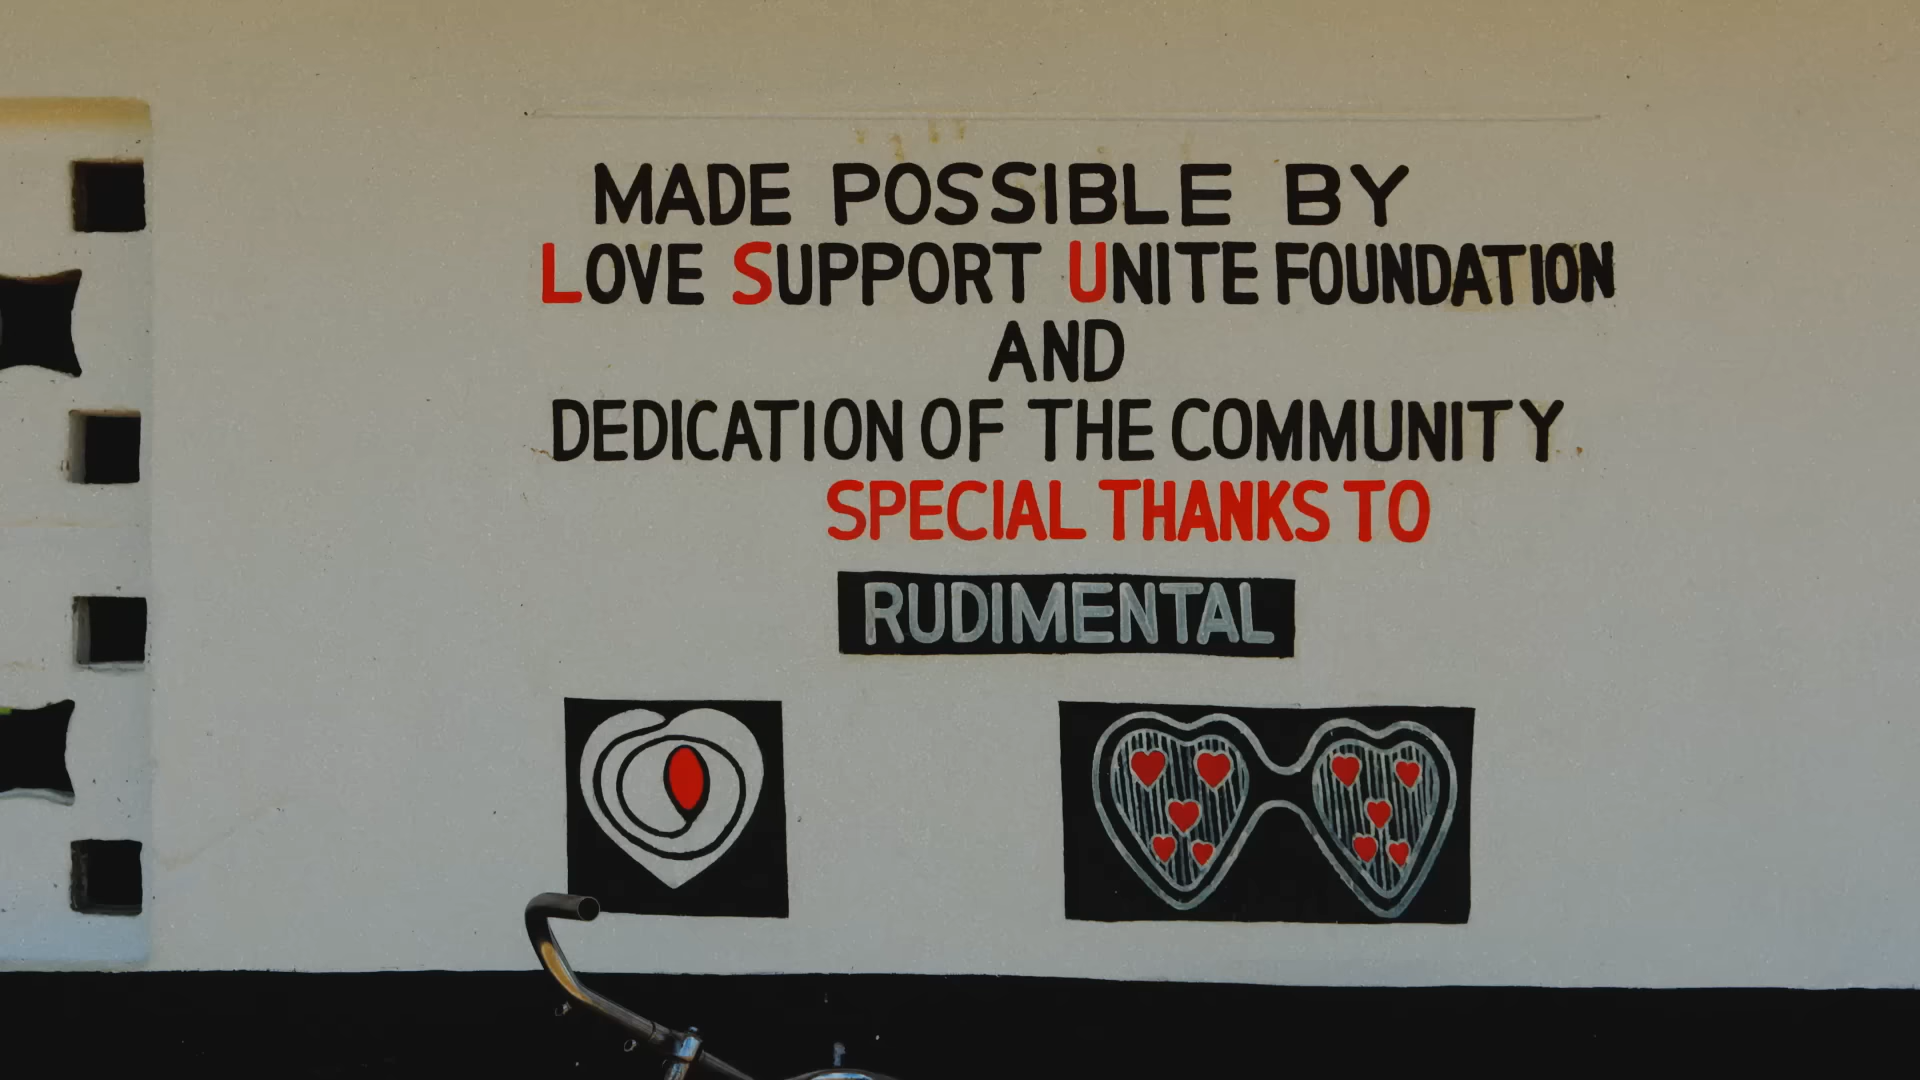 MADE POSSIBLE BY
LOVE SUPPORT UNITE FOUNDATION
AND
DEDICATION OF THE COMMUNITY
SPECIAL THANKS TO
RUDIMENTAL